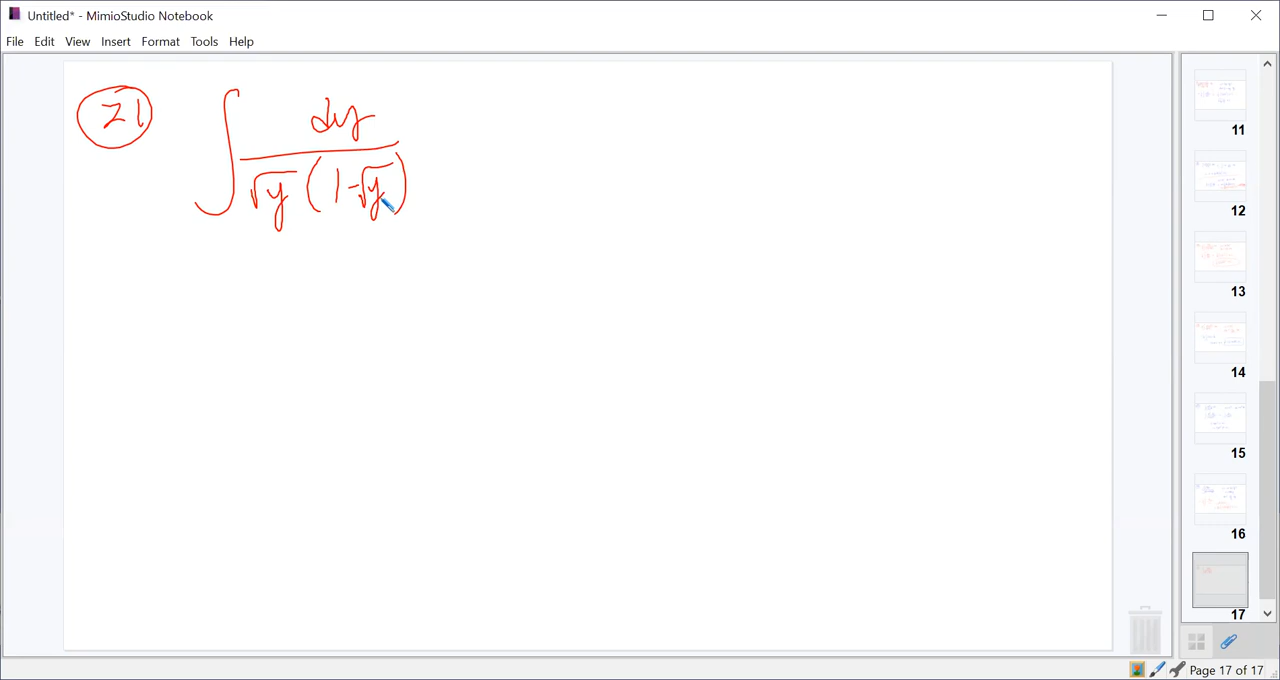 Untitled* - MimioStudio Notebook
File Edit View Insert Format Tools Help
21
∫ dy / (√y (1-√y))
11
12
13
14
15
16
17
Page 17 of 17